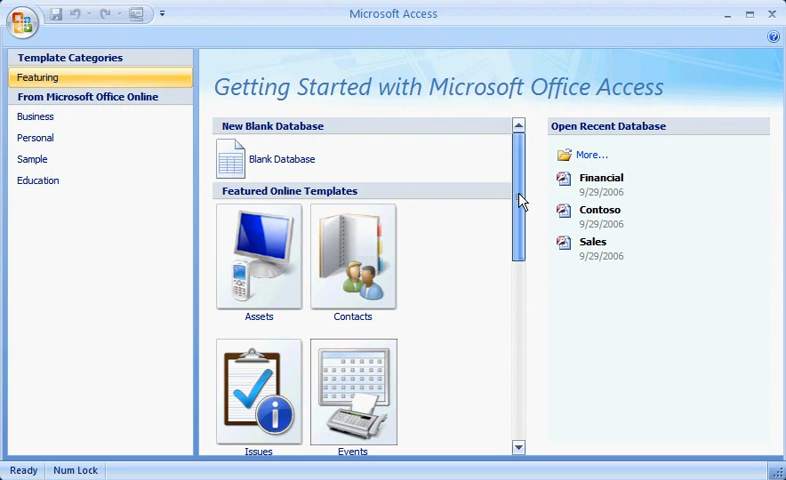 Microsoft Access
Template Categories
Featuring
From Microsoft Office Online
Business
Personal
Sample
Education
Getting Started with Microsoft Office Access
New Blank Database
Blank Database
Featured Online Templates
Assets
Contacts
Issues
Events
Open Recent Database
More...
Financial
9/29/2006
Contoso
9/29/2006
Sales
9/29/2006
Ready
Num Lock